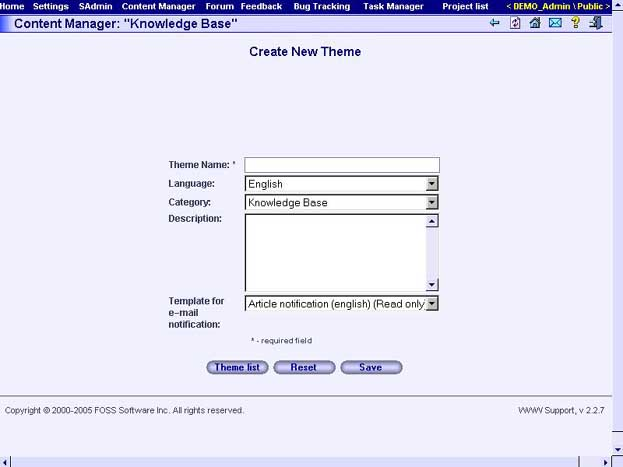 Home Settings SAdmin Content Manager Forum Feedback Bug Tracking Task Manager Project list < DEMO_Admin \ Public >
Content Manager: "Knowledge Base"
Create New Theme
Theme Name: *
Language: English
Category: Knowledge Base
Description:
Template for e-mail notification: Article notification (english) (Read only)
* - required field
Theme list Reset Save
Copyright © 2000-2005 FOSS Software Inc. All rights reserved. WWW Support, v 2.2.7